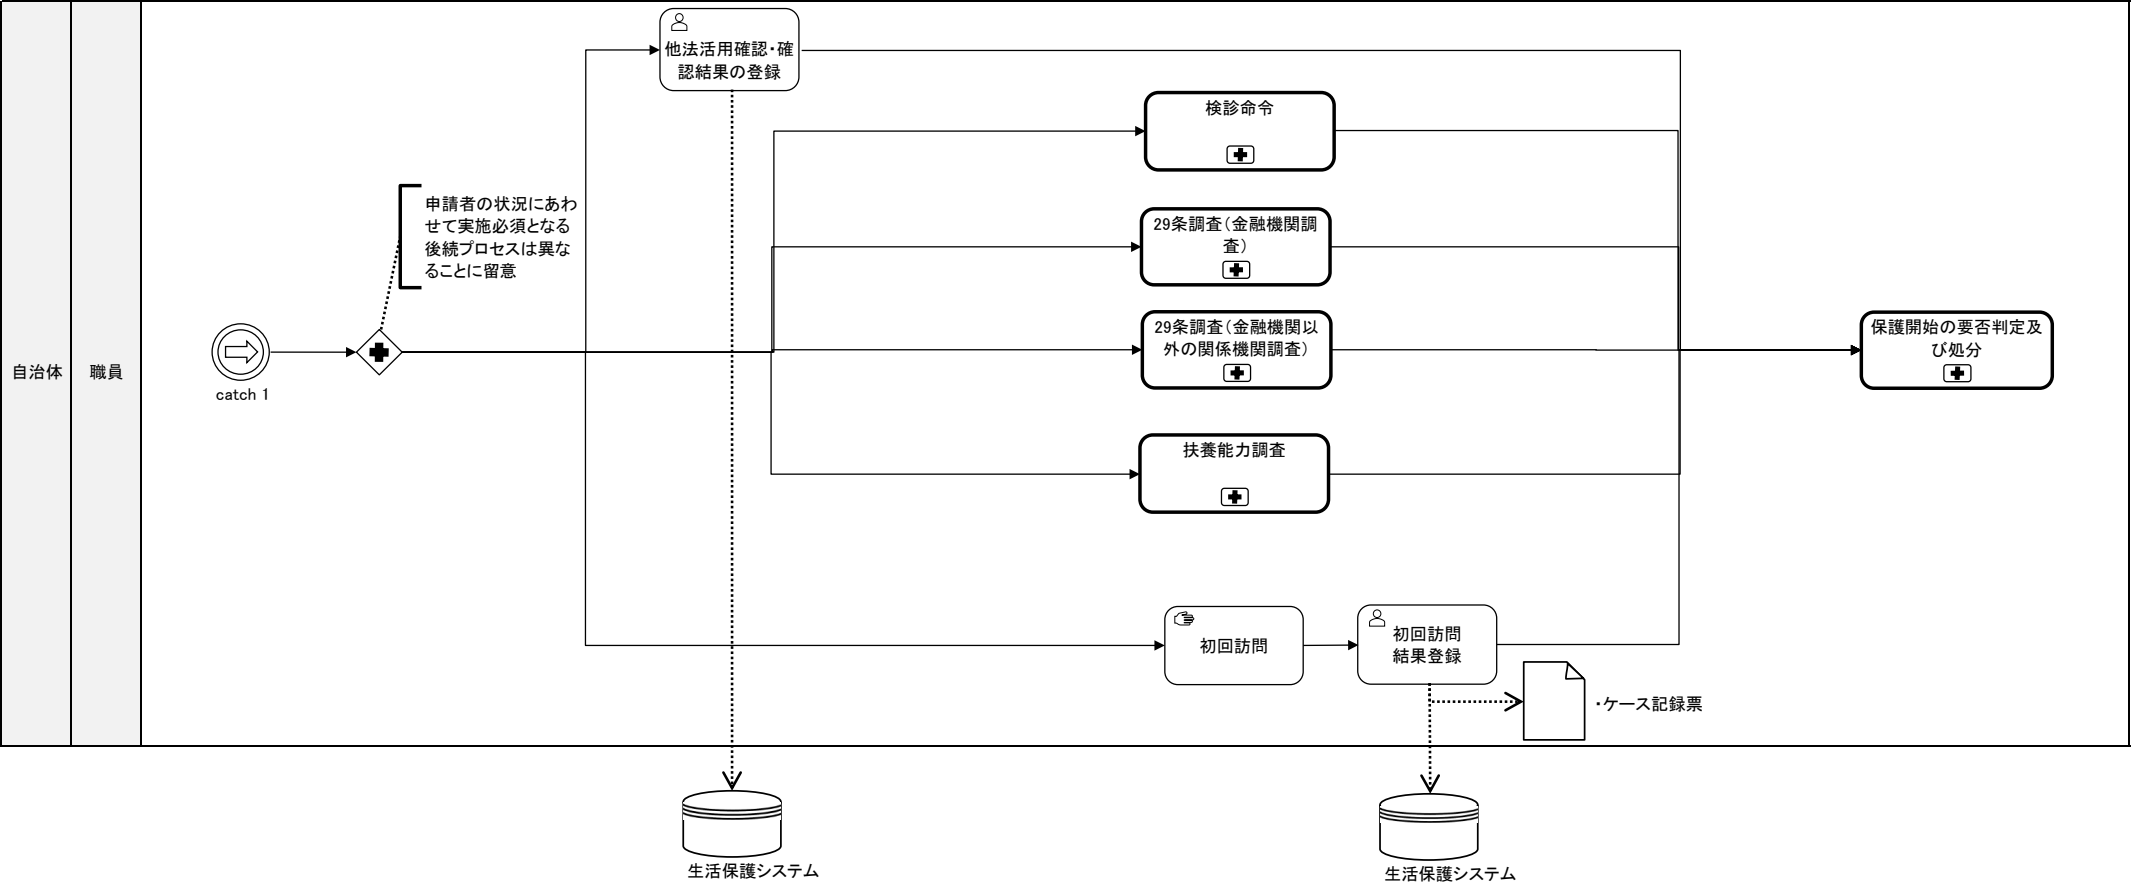 自治体
職員
catch 1
申請者の状況にあわ
せて実施必須となる
後続プロセスは異な
ることに留意
他法活用確認・確
認結果の登録
検診命令
29条調査（金融機関調
査）
29条調査（金融機関以
外の関係機関調査）
扶養能力調査
初回訪問
初回訪問
結果登録
・ケース記録票
保護開始の要否判定及
び処分
生活保護システム
生活保護システム